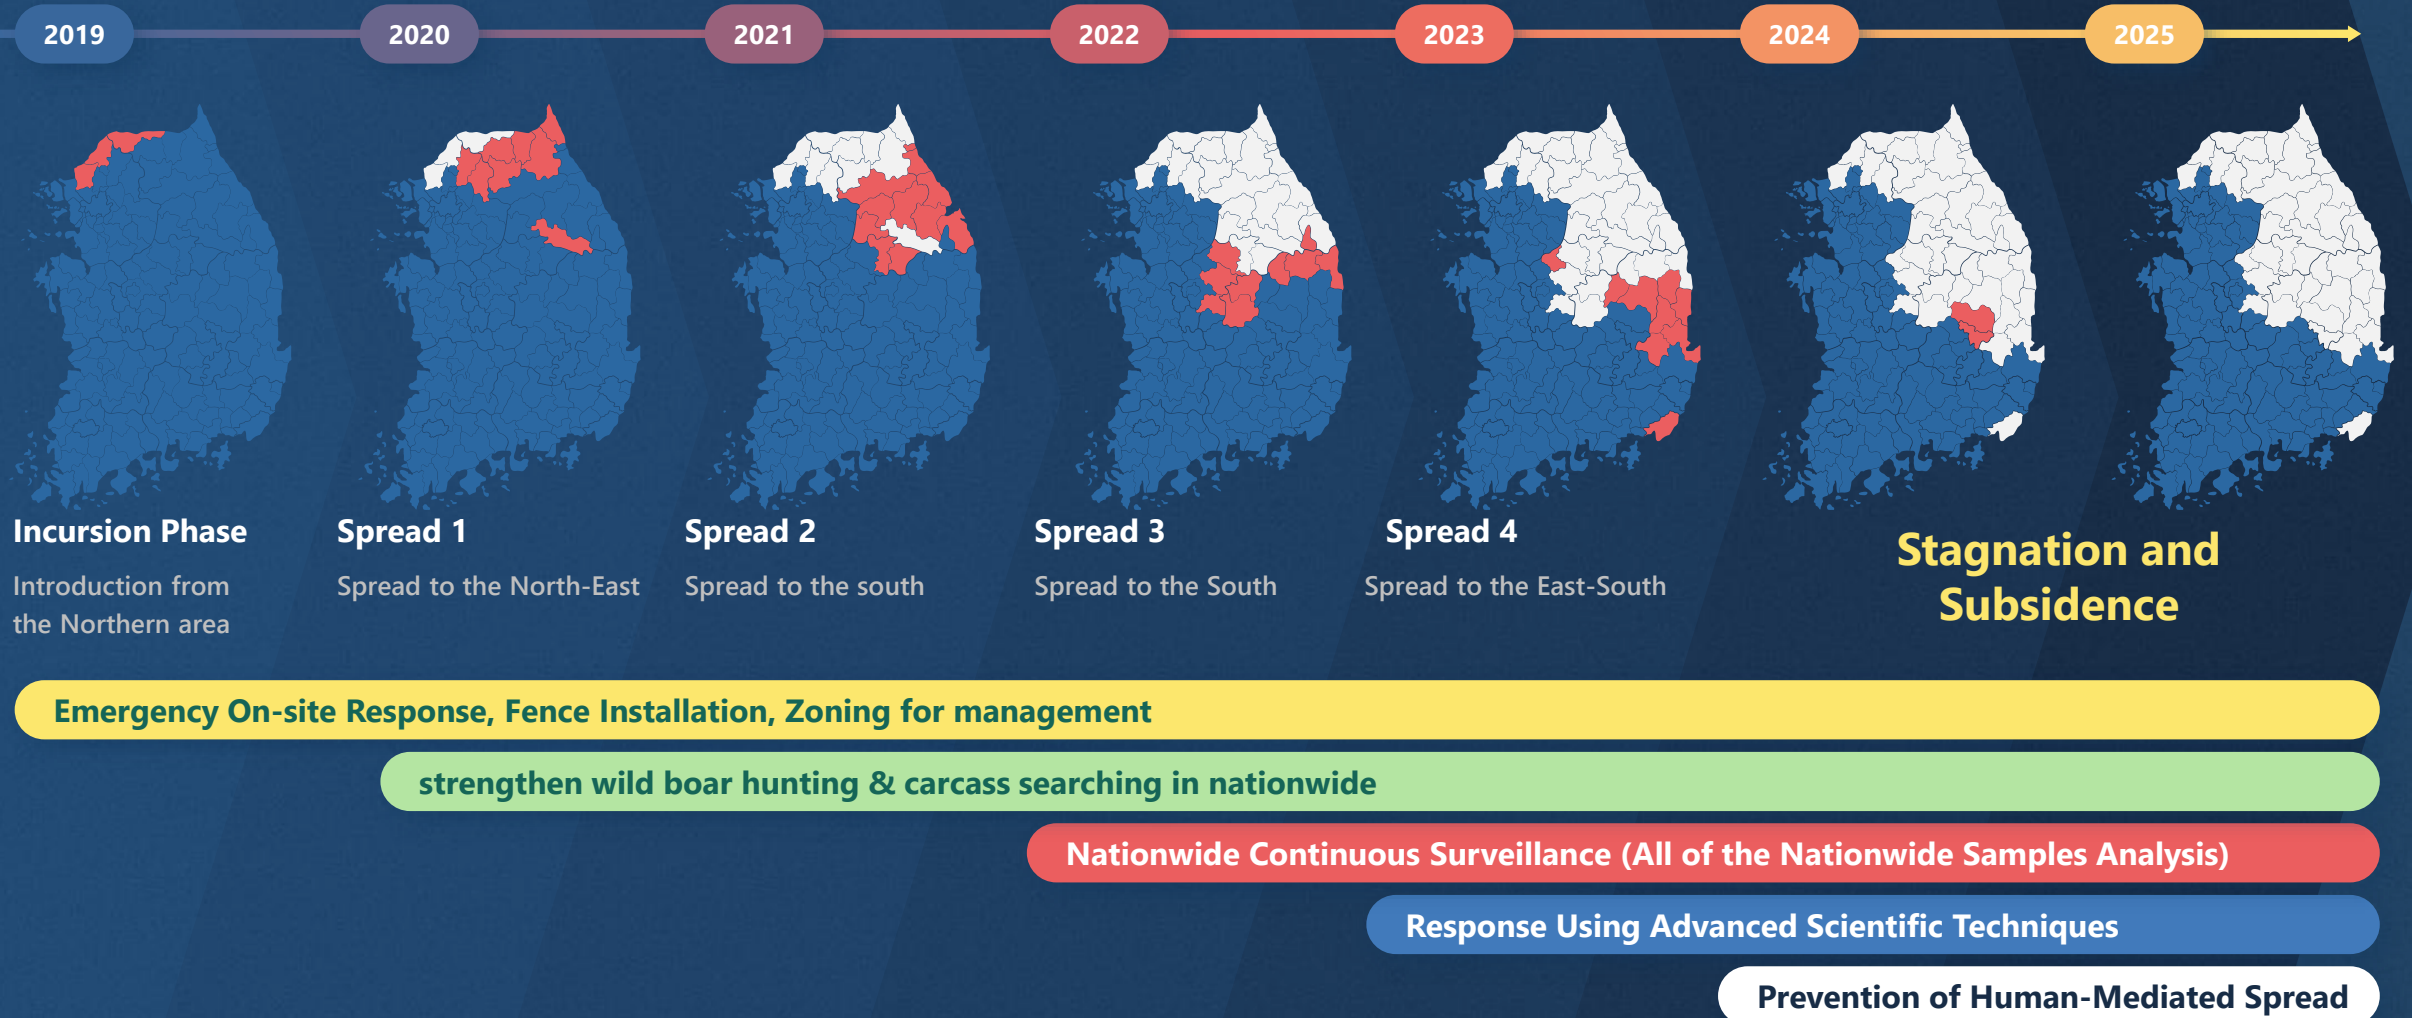 2019
2020
2021
2022
2023
2024
2025
Incursion Phase
Introduction from
the Northern area
Spread 1
Spread to the North-East
Spread 2
Spread to the south
Spread 3
Spread to the South
Spread 4
Spread to the East-South
Stagnation and
Subsidence
Emergency On-site Response, Fence Installation, Zoning for management
strengthen wild boar hunting & carcass searching in nationwide
Nationwide Continuous Surveillance (All of the Nationwide Samples Analysis)
Response Using Advanced Scientific Techniques
Prevention of Human-Mediated Spread